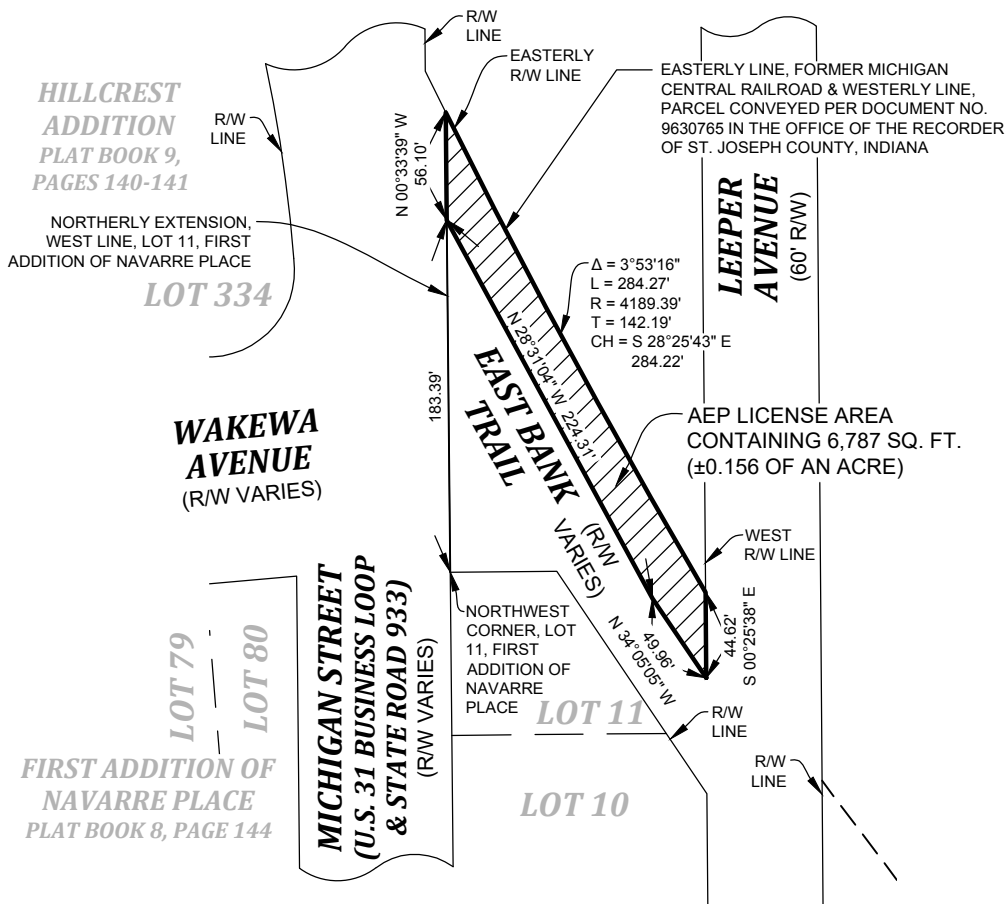 R/W
LINE
EASTERLY
R/W LINE
EASTERLY LINE, FORMER MICHIGAN
CENTRAL RAILROAD & WESTERLY LINE,
PARCEL CONVEYED PER DOCUMENT NO.
9630765 IN THE OFFICE OF THE RECORDER
OF ST. JOSEPH COUNTY, INDIANA
HILLCREST
ADDITION
PLAT BOOK 9,
PAGES 140-141
R/W
LINE
N 00°33'39" W
56.10'
NORTHERLY EXTENSION,
WEST LINE, LOT 11, FIRST
ADDITION OF NAVARRE PLACE
LOT 334
LEEPER
AVENUE
(60' R/W)
Δ = 3°53'16"
L = 284.27'
R = 4189.39'
T = 142.19'
CH = S 28°25'43" E
284.22'
N 28°31'04" W 224.31'
EAST BANK
TRAIL
(R/W
VARIES)
183.39'
WAKEWA
AVENUE
(R/W VARIES)
AEP LICENSE AREA
CONTAINING 6,787 SQ. FT.
(±0.156 OF AN ACRE)
WEST
R/W LINE
44.62'
S 00°25'38" E
49.96'
N 34°05'05" W
MICHIGAN STREET
(U.S. 31 BUSINESS LOOP
& STATE ROAD 933)
(R/W VARIES)
NORTHWEST
CORNER, LOT
11, FIRST
ADDITION OF
NAVARRE
PLACE
LOT 79
LOT 80
LOT 11
R/W
LINE
R/W
LINE
FIRST ADDITION OF
NAVARRE PLACE
PLAT BOOK 8, PAGE 144
LOT 10